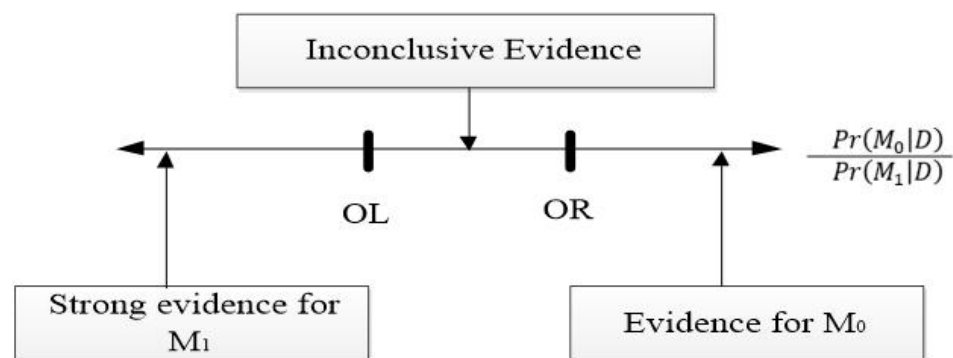 Inconclusive Evidence
Pr(M₀|D)
Pr(M₁|D)
OL
OR
Strong evidence for
M₁
Evidence for M₀